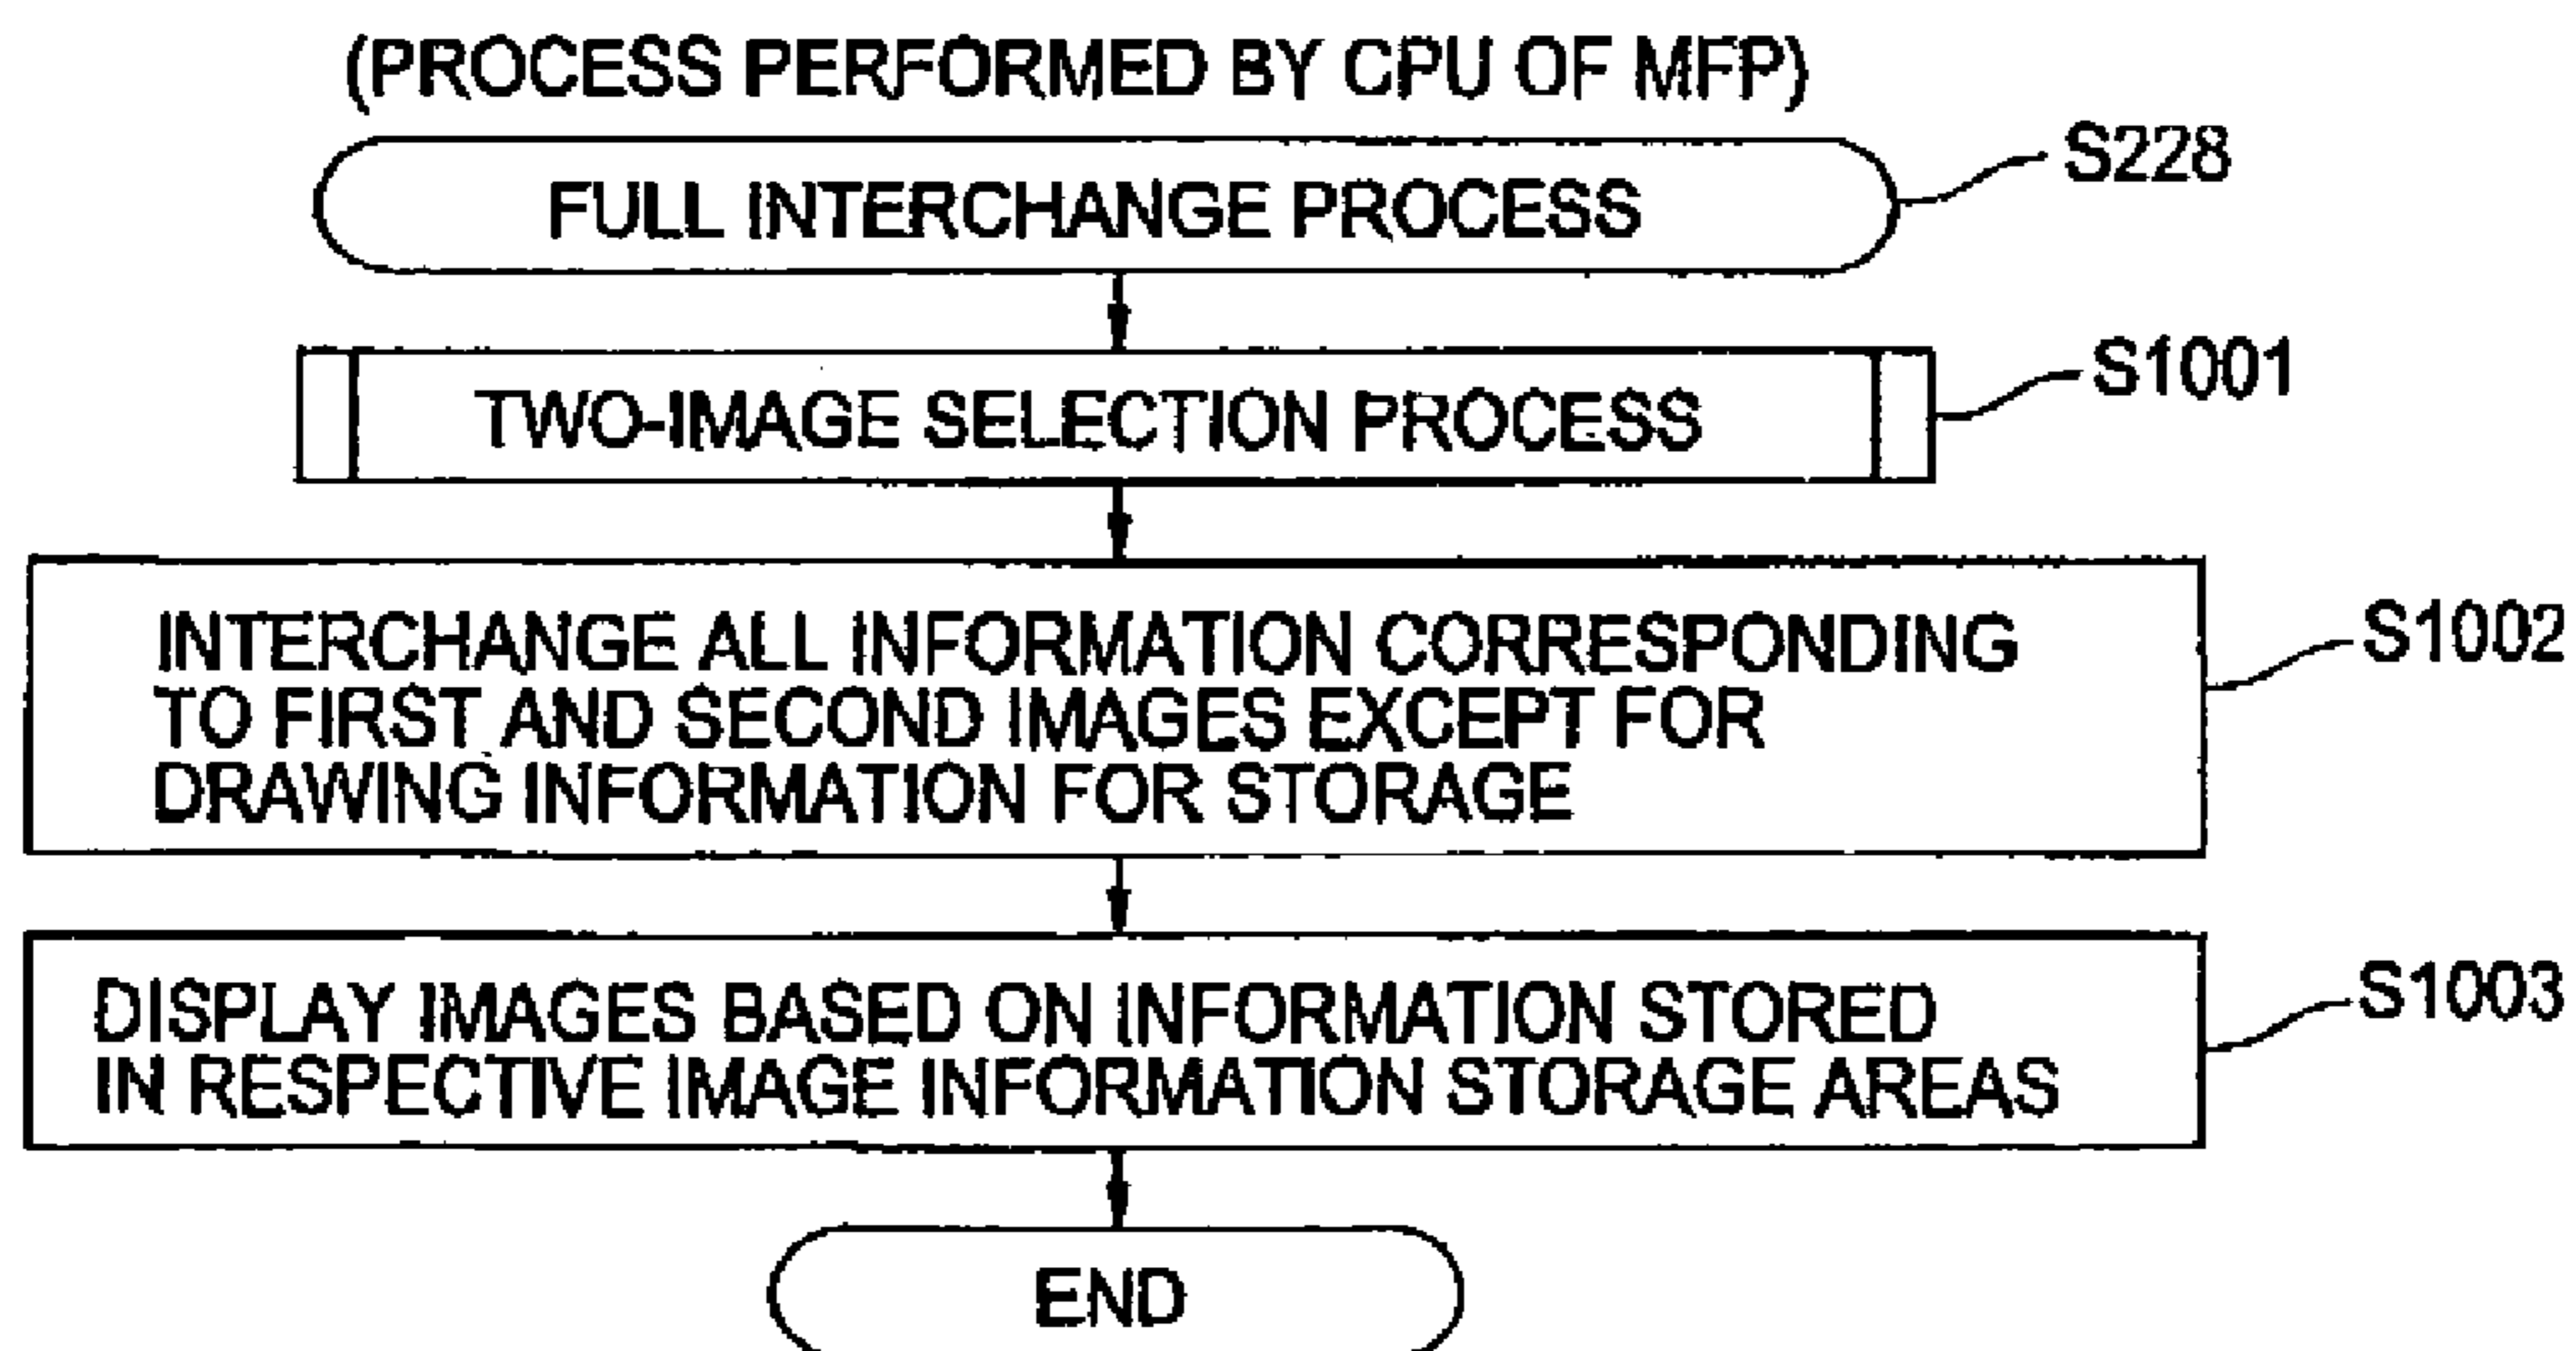 (PROCESS PERFORMED BY CPU OF MFP)
FULL INTERCHANGE PROCESS
S228
TWO-IMAGE SELECTION PROCESS
S1001
INTERCHANGE ALL INFORMATION CORRESPONDING
TO FIRST AND SECOND IMAGES EXCEPT FOR
DRAWING INFORMATION FOR STORAGE
S1002
DISPLAY IMAGES BASED ON INFORMATION STORED
IN RESPECTIVE IMAGE INFORMATION STORAGE AREAS
S1003
END